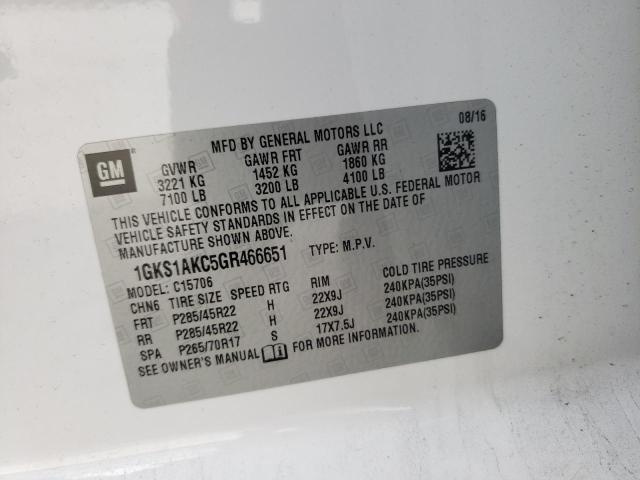 GM
MFD BY GENERAL MOTORS LLC 08/16
GVWR GAWR FRT GAWR RR
3221 KG 1452 KG 1860 KG
7100 LB 3200 LB 4100 LB
THIS VEHICLE CONFORMS TO ALL APPLICABLE U.S. FEDERAL MOTOR
VEHICLE SAFETY STANDARDS IN EFFECT ON THE DATE OF
MANUFACTURE SHOWN ABOVE.
1GKS1AKC5GR466651 TYPE: M.P.V.
MODEL: C15706
CHN6 TIRE SIZE SPEED RTG RIM COLD TIRE PRESSURE
FRT P285/45R22 H 22X9J 240KPA(35PSI)
RR P285/45R22 H 22X9J 240KPA(35PSI)
SPA P265/70R17 S 17X7.5J 240KPA(35PSI)
SEE OWNER'S MANUAL FOR MORE INFORMATION.